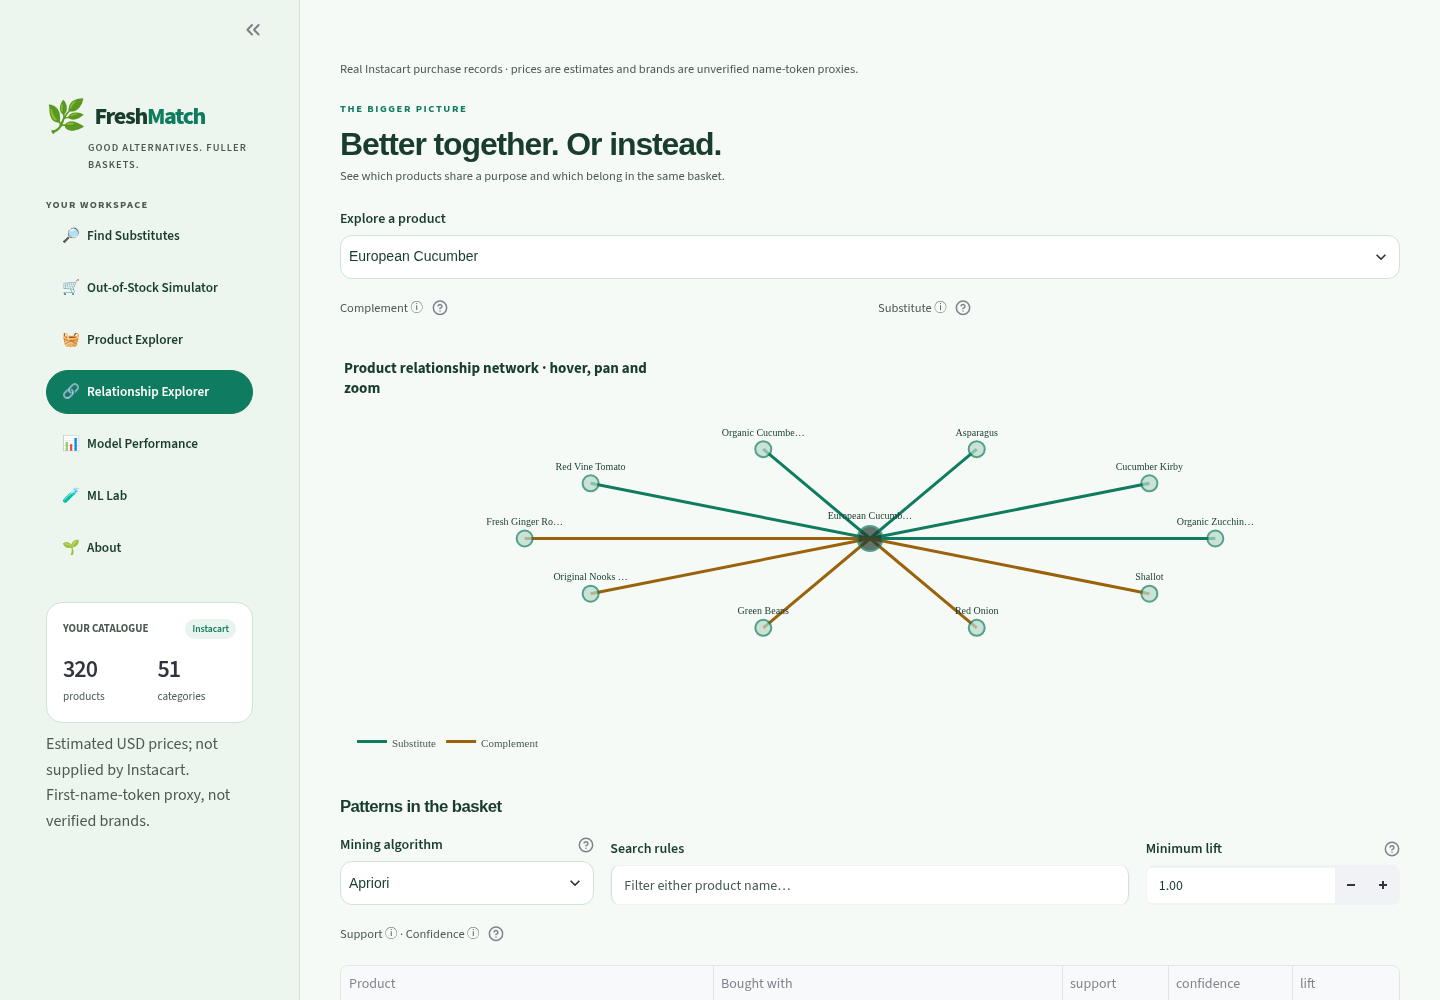 FreshMatch
GOOD ALTERNATIVES. FULLER
BASKETS.
YOUR WORKSPACE
Find Substitutes
Out-of-Stock Simulator
Product Explorer
Relationship Explorer
Model Performance
ML Lab
About
YOUR CATALOGUE
Instacart
320
51
products
categories
Estimated USD prices; not
supplied by Instacart.
First-name-token proxy, not
verified brands.
Real Instacart purchase records · prices are estimates and brands are unverified name-token proxies.
THE BIGGER PICTURE
Better together. Or instead.
See which products share a purpose and which belong in the same basket.
Explore a product
European Cucumber
Complement ⓘ
Substitute ⓘ
Product relationship network · hover, pan and
zoom
Organic Cucumbe…
Asparagus
Red Vine Tomato
Cucumber Kirby
European Cucumb…
Fresh Ginger Ro…
Organic Zucchin…
Original Nooks …
Shallot
Green Beans
Red Onion
Substitute
Complement
Patterns in the basket
Mining algorithm
Search rules
Minimum lift
Apriori
Filter either product name…
1.00
Support ⓘ · Confidence ⓘ
Product
Bought with
support
confidence
lift